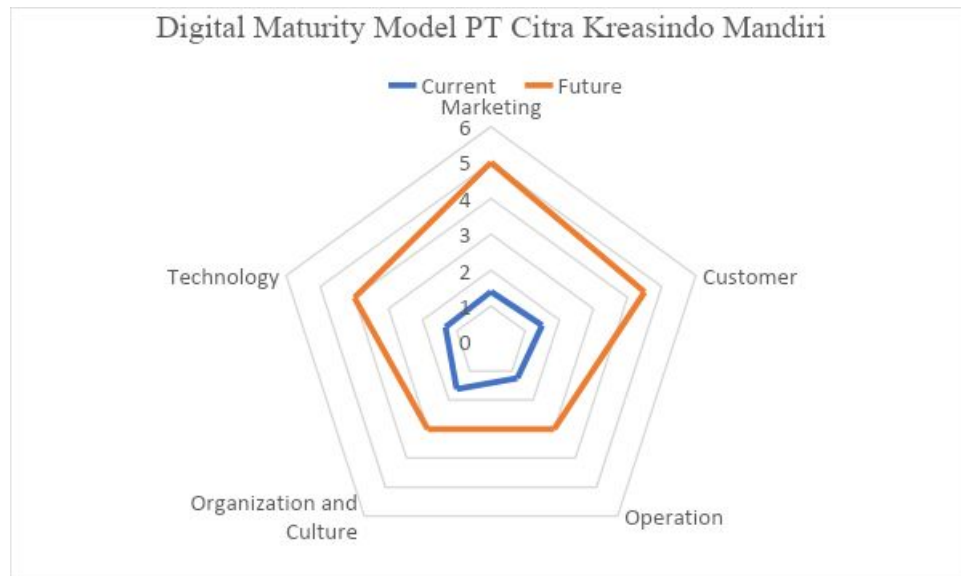 Digital Maturity Model PT Citra Kreasindo Mandiri
Current Future
Marketing
6
5
4
3
2
1
0
Technology
Customer
Organization and
Culture
Operation